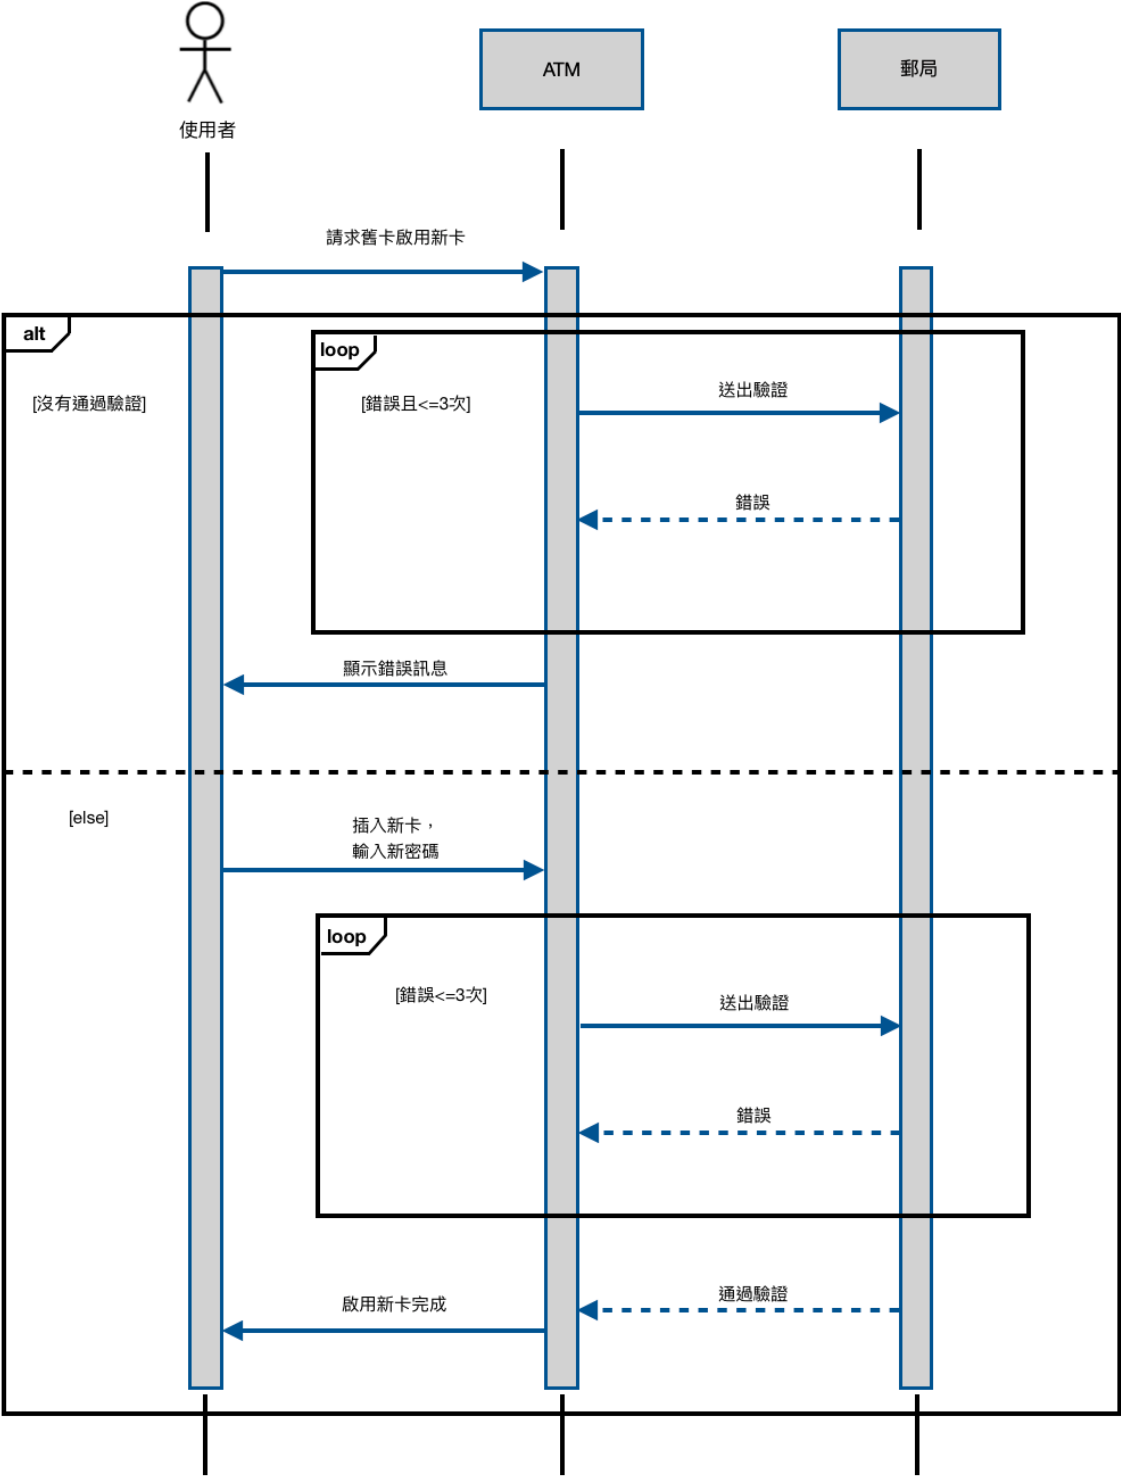 使用者
ATM
郵局
請求舊卡啟用新卡
alt
loop
[沒有通過驗證]
[錯誤且<=3次]
送出驗證
錯誤
顯示錯誤訊息
[else]
插入新卡，
輸入新密碼
loop
[錯誤<=3次]
送出驗證
錯誤
通過驗證
啟用新卡完成